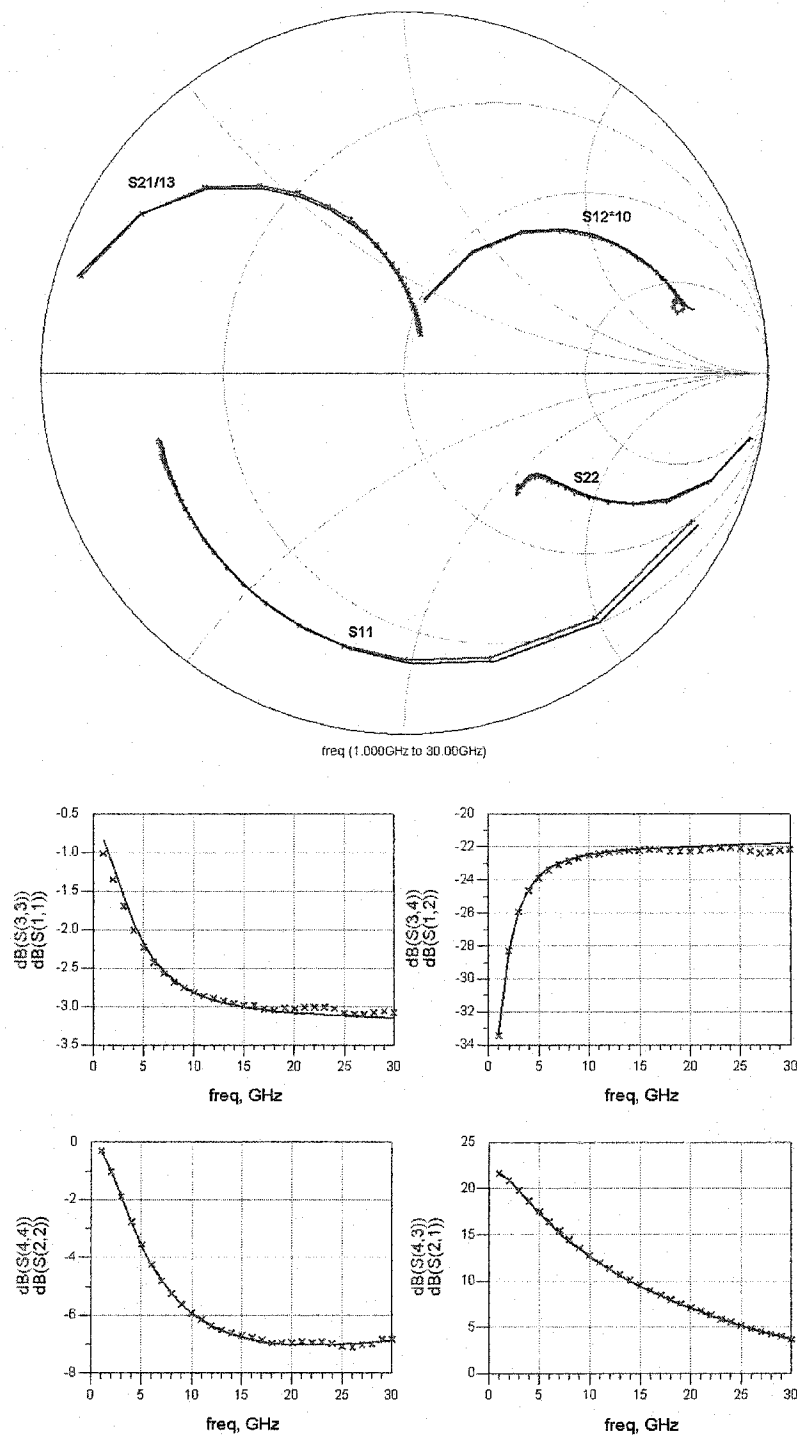 S21/13
S12*10
S22
S11
freq (1.000GHz to 30.00GHz)
-0.5
-1.0
-1.5
-2.0
-2.5
-3.0
-3.5
dB(S(3,3))
dB(S(1,1))
0 5 10 15 20 25 30
freq, GHz
-20
-22
-24
-26
-28
-30
-32
-34
dB(S(3,4))
dB(S(1,2))
0 5 10 15 20 25 30
freq, GHz
0
-2
-4
-6
-8
dB(S(4,4))
dB(S(2,2))
0 5 10 15 20 25 30
freq, GHz
25
20
15
10
5
0
dB(S(4,3))
dB(S(2,1))
0 5 10 15 20 25 30
freq, GHz